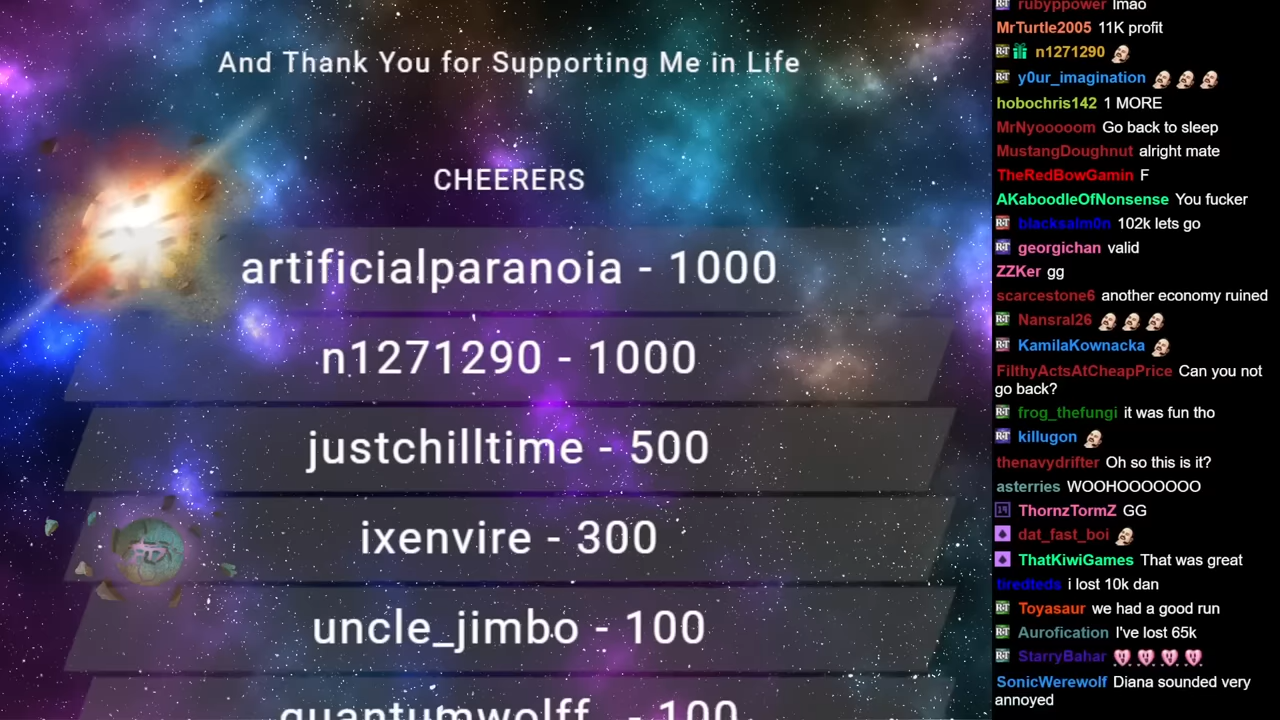 And Thank You for Supporting Me in Life
CHEERERS
artificialparanoia - 1000
n1271290 - 1000
justchilltime - 500
ixenvire - 300
uncle_jimbo - 100
quantumwolff_ - 100
rubyppower lmao
MrTurtle2005 11K profit
n1271290
y0ur_imagination
hobochris142 1 MORE
MrNyooooom Go back to sleep
MustangDoughnut alright mate
TheRedBowGamin F
AKaboodleOfNonsense You fucker
blacksalm0n 102k lets go
georgichan valid
ZZKer gg
scarcestone6 another economy ruined
Nansral26
KamilaKownacka
FilthyActsAtCheapPrice Can you not
go back?
frog_thefungi it was fun tho
killugon
thenavydrifter Oh so this is it?
asterries WOOHOOOOOOO
ThornzTormZ GG
dat_fast_boi
ThatKiwiGames That was great
tiredteds i lost 10k dan
Toyasaur we had a good run
Aurofication I've lost 65k
StarryBahar
SonicWerewolf Diana sounded very
annoyed